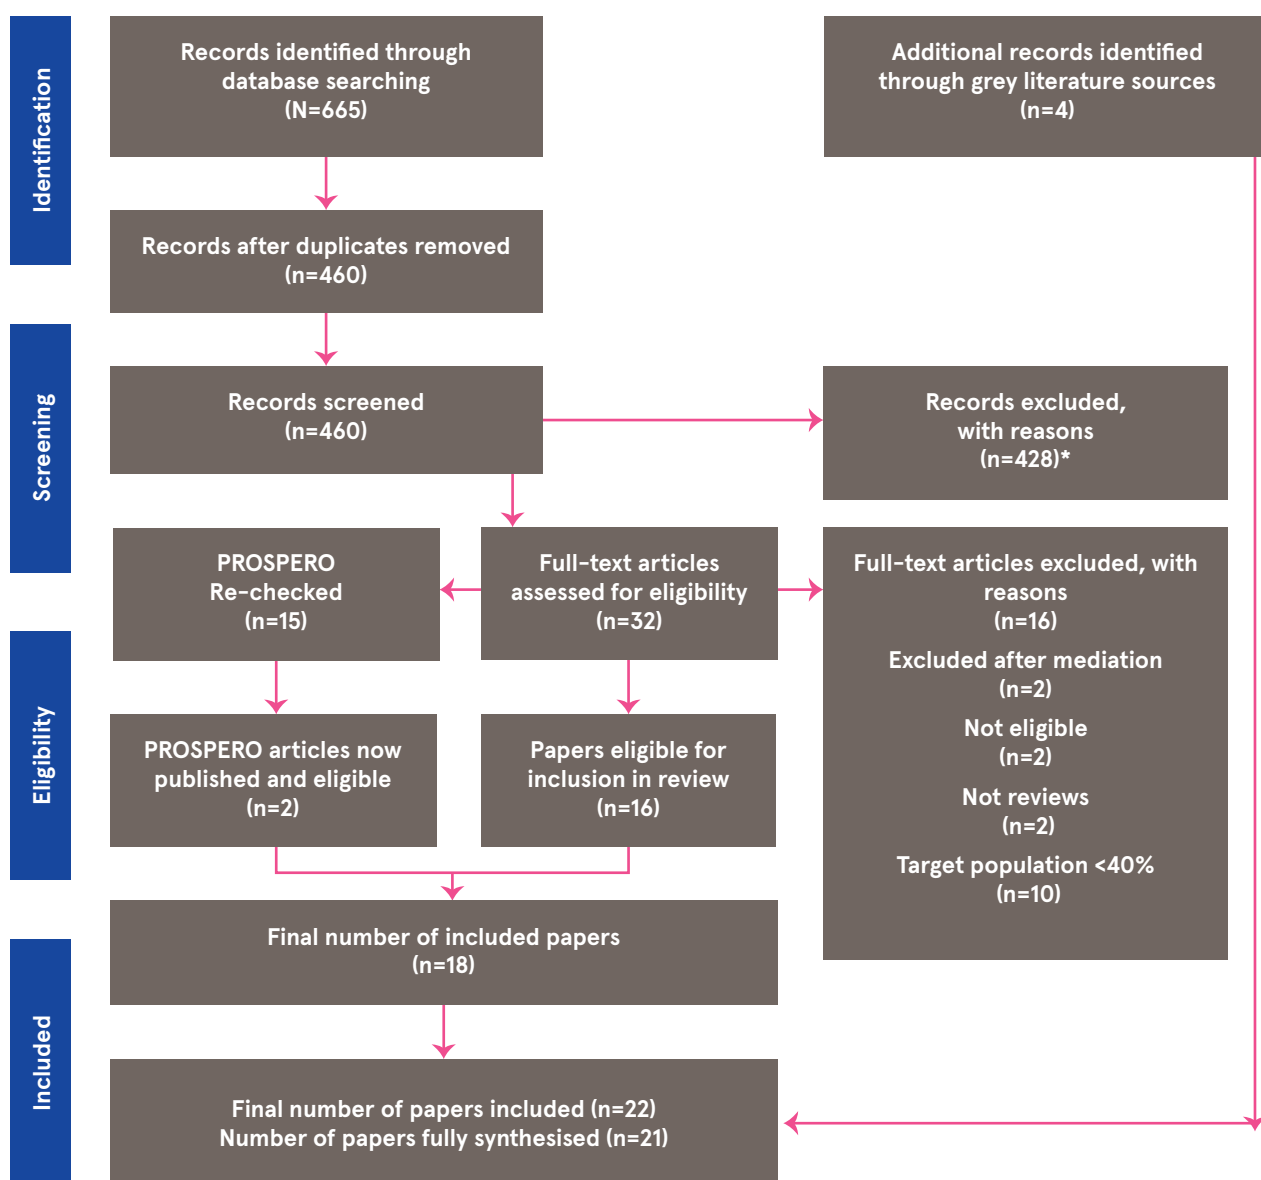 Identification
Records identified through
database searching
(N=665)
Additional records identified
through grey literature sources
(n=4)
Records after duplicates removed
(n=460)
Screening
Records screened
(n=460)
Records excluded,
with reasons
(n=428)*
PROSPERO
Re-checked
(n=15)
Full-text articles
assessed for eligibility
(n=32)
Full-text articles excluded, with
reasons
(n=16)
Excluded after mediation
(n=2)
Not eligible
(n=2)
Not reviews
(n=2)
Target population <40%
(n=10)
Eligibility
PROSPERO articles now
published and eligible
(n=2)
Papers eligible for
inclusion in review
(n=16)
Included
Final number of included papers
(n=18)
Final number of papers included (n=22)
Number of papers fully synthesised (n=21)